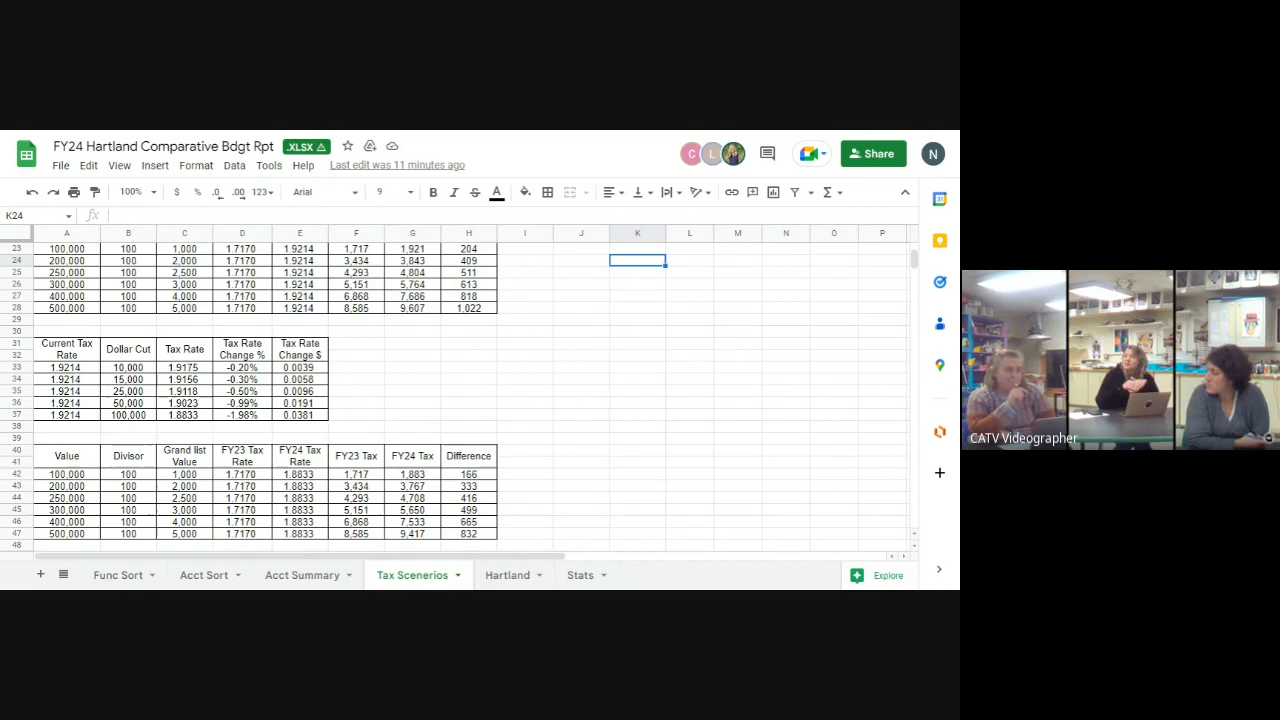 FY24 Hartland Comparative Bdgt Rpt .XLSX
C L N
Share
File Edit View Insert Format Data Tools Help Last edit was 11 minutes ago
100% $ % .0 .00 123 Arial 9 B I S A
K24 fx
A B C D E F G H I J K L M N O P
23 100,000 100 1,000 1.7170 1.9214 1,717 1,921 204
24 200,000 100 2,000 1.7170 1.9214 3,434 3,843 409
25 250,000 100 2,500 1.7170 1.9214 4,293 4,804 511
26 300,000 100 3,000 1.7170 1.9214 5,151 5,764 613
27 400,000 100 4,000 1.7170 1.9214 6,868 7,686 818
28 500,000 100 5,000 1.7170 1.9214 8,585 9,607 1,022
29
30
31 Current Tax Dollar Cut Tax Rate Tax Rate Tax Rate
32 Rate Change % Change $
33 1.9214 10,000 1.9175 -0.20% 0.0039
34 1.9214 15,000 1.9156 -0.30% 0.0058
35 1.9214 25,000 1.9118 -0.50% 0.0096
36 1.9214 50,000 1.9023 -0.99% 0.0191
37 1.9214 100,000 1.8833 -1.98% 0.0381
38
39
40 Value Divisor Grand list FY23 Tax FY24 Tax FY23 Tax FY24 Tax Difference
41 Value Rate Rate
42 100,000 100 1,000 1.7170 1.8833 1,717 1,883 166
43 200,000 100 2,000 1.7170 1.8833 3,434 3,767 333
44 250,000 100 2,500 1.7170 1.8833 4,293 4,708 416
45 300,000 100 3,000 1.7170 1.8833 5,151 5,650 499
46 400,000 100 4,000 1.7170 1.8833 6,868 7,533 665
47 500,000 100 5,000 1.7170 1.8833 8,585 9,417 832
48
Func Sort Acct Sort Acct Summary Tax Scenerios Hartland Stats
Explore
31
CATV Videographer